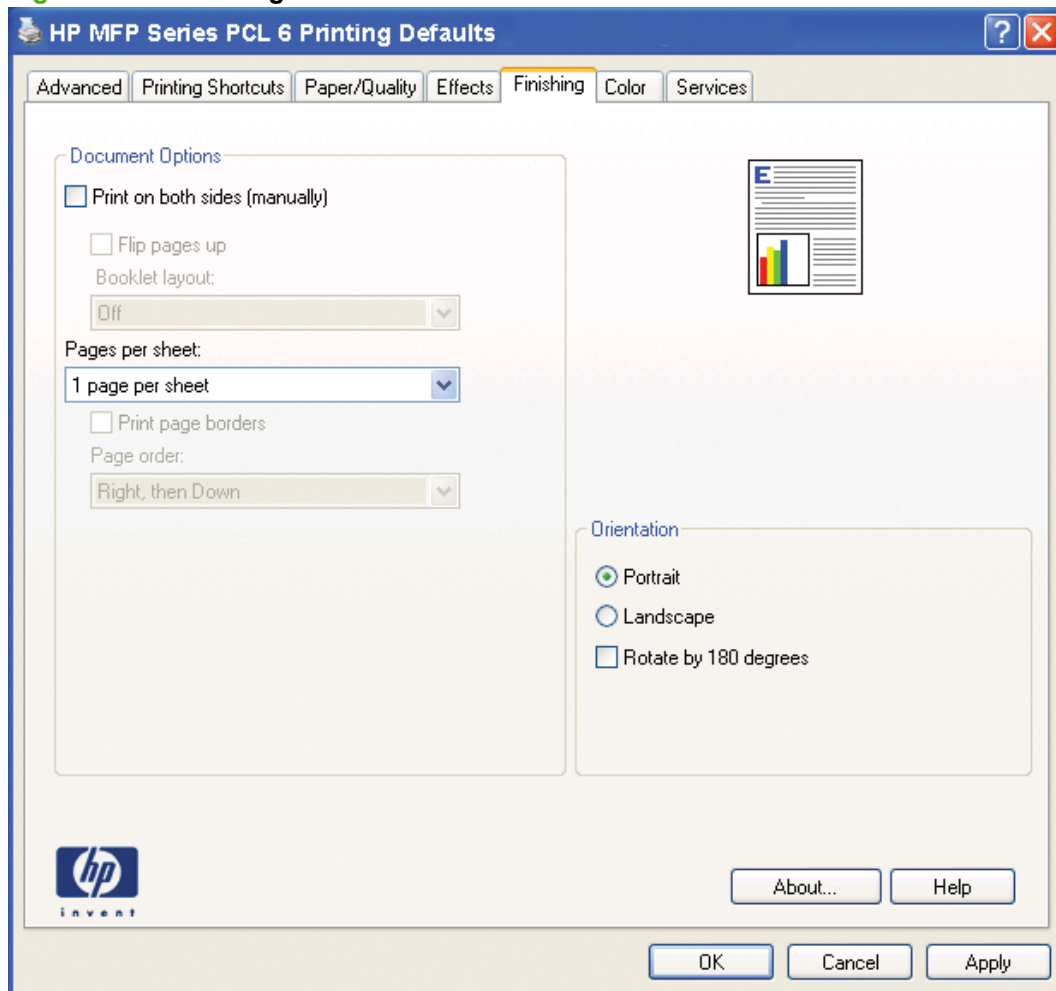 HP MFP Series PCL 6 Printing Defaults
Advanced Printing Shortcuts Paper/Quality Effects Finishing Color Services
Document Options
Print on both sides (manually)
Flip pages up
Booklet layout:
Off
Pages per sheet:
1 page per sheet
Print page borders
Page order:
Right, then Down
E
Orientation
Portrait
Landscape
Rotate by 180 degrees
hp
invent
About... Help
OK Cancel Apply